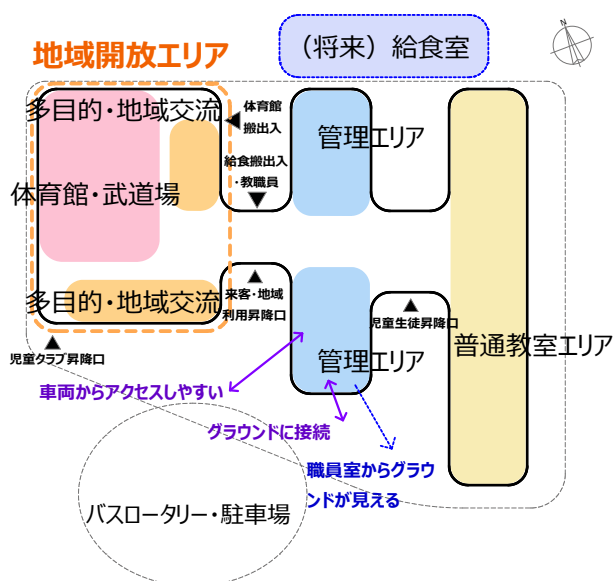 （将来）給食室
N
地域開放エリア
多目的・地域交流
体育館
搬出入
管理エリア
給食搬出入
・教職員
体育館・武道場
多目的・地域交流
来客・地域
利用昇降口
児童生徒昇降口
児童クラブ昇降口
管理エリア
普通教室エリア
車両からアクセスしやすい
グラウンドに接続
職員室からグラウ
ンドが見える
バスロータリー・駐車場